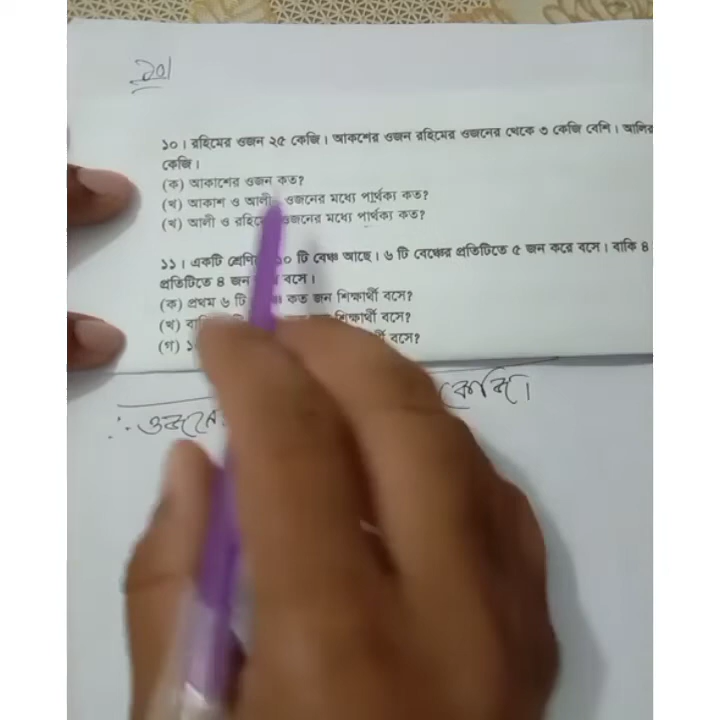 ১০।
১০। রহিমের ওজন ২৫ কেজি। আকাশের ওজন রহিমের ওজনের থেকে ৩ কেজি বেশি। আলির
কেজি।
(ক) আকাশের ওজন কত?
(খ) আকাশ ও আলী ওজনের মধ্যে পার্থক্য কত?
(খ) আলী ও রহিমের ওজনের মধ্যে পার্থক্য কত?
১১। একটি শ্রেণিতে ১০ টি বেঞ্চ আছে। ৬ টি বেঞ্চের প্রতিটিতে ৫ জন করে বসে। বাকি ৪
প্রতিটিতে ৪ জন বসে।
(ক) প্রথম ৬ টি কত জন শিক্ষার্থী বসে?
(খ) শিক্ষার্থী বসে?
(গ) বসে?
∴ ওজনের কেজি।